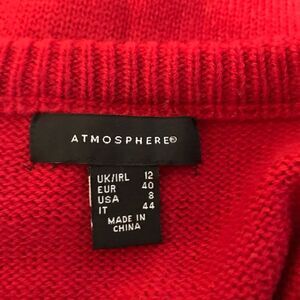 ATMOSPHERE®
UK/IRL 12
EUR 40
USA 8
IT 44
MADE IN
CHINA